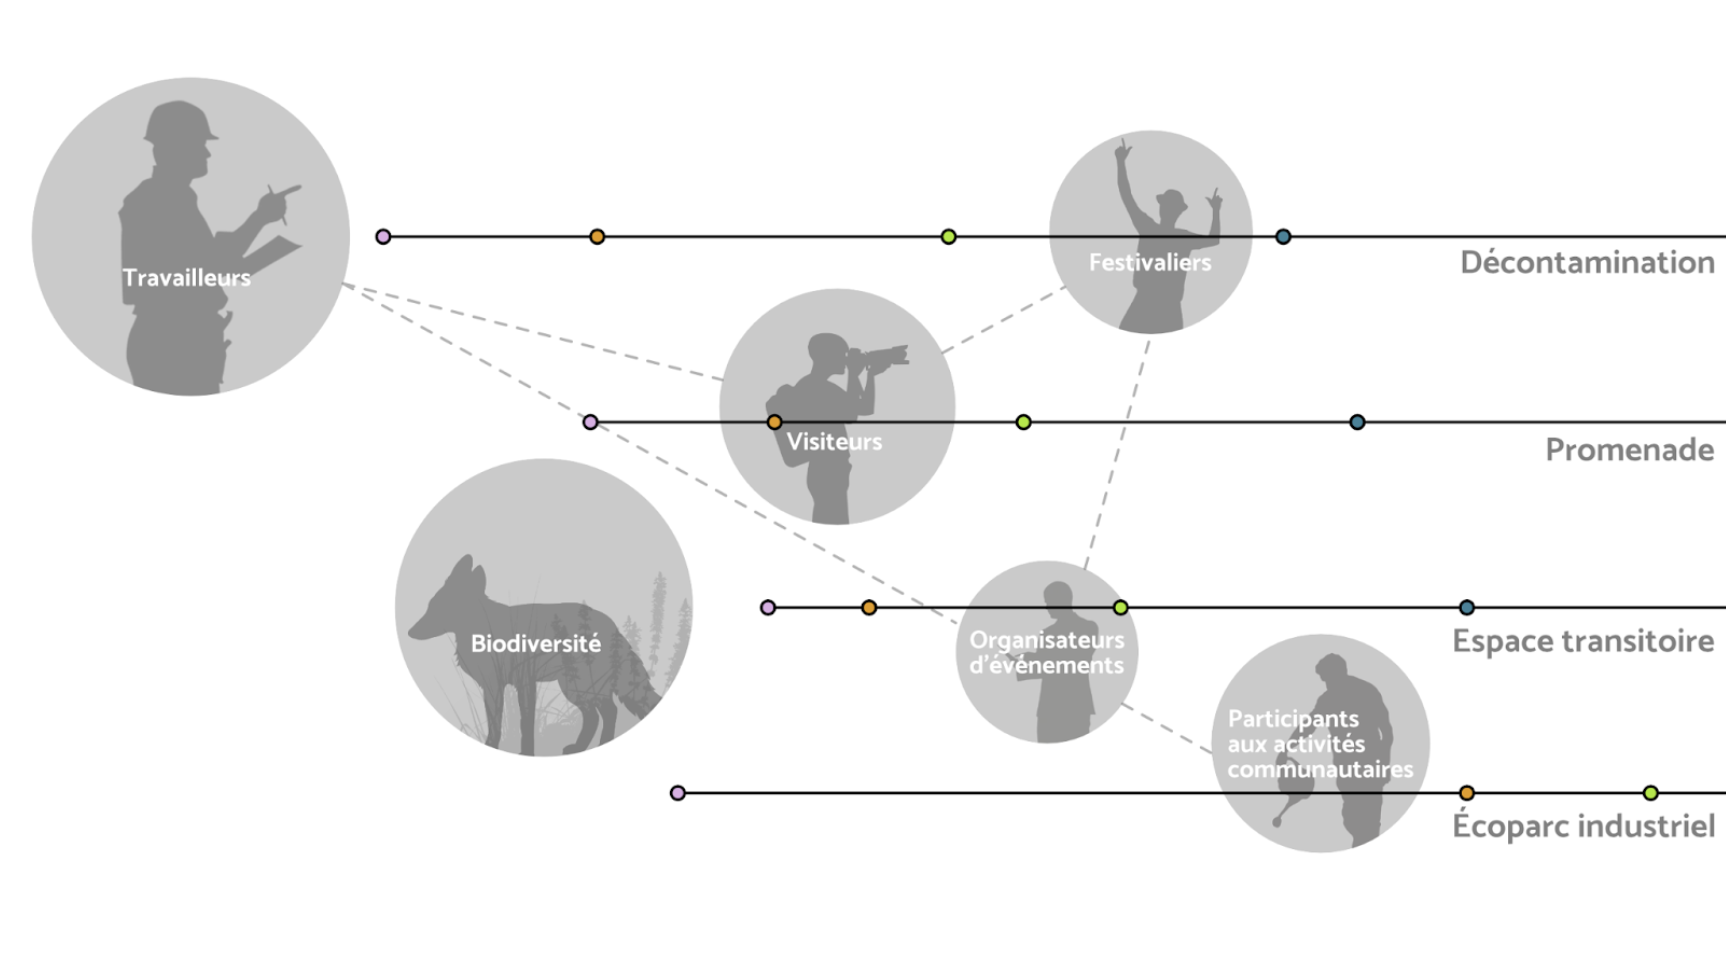 Travailleurs
Festivaliers
Décontamination
Visiteurs
Promenade
Biodiversité
Organisateurs
d'événements
Espace transitoire
Participants
aux activités
communautaires
Écoparc industriel